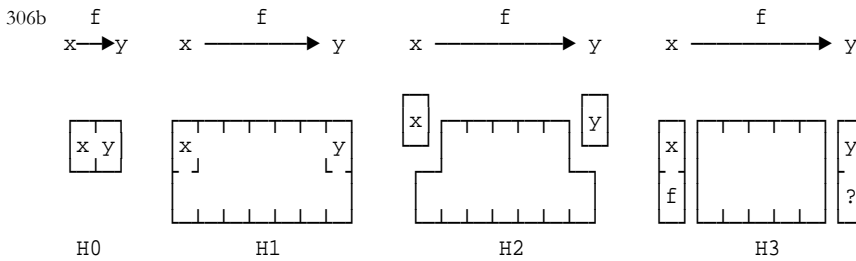 306b f f f f
x y x y x y x y
x y
x y x y
f ?
H0 H1 H2 H3